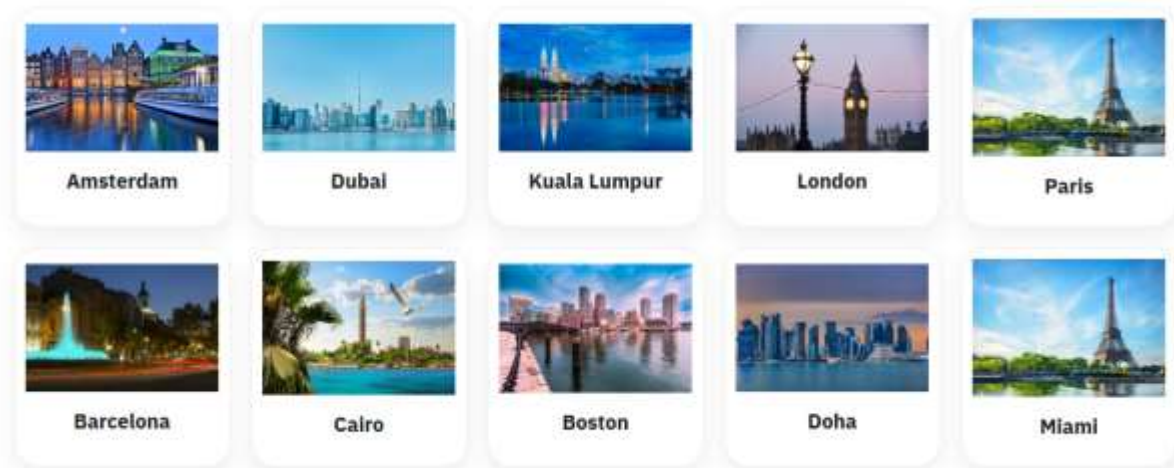 Amsterdam
Dubai
Kuala Lumpur
London
Paris
Barcelona
Cairo
Boston
Doha
Miami